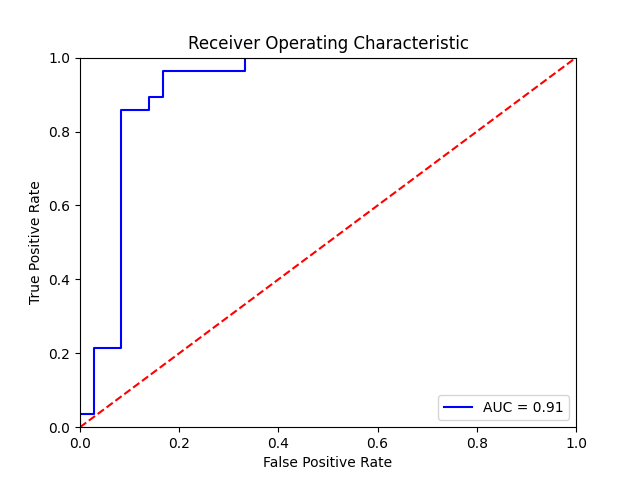 Receiver Operating Characteristic
True Positive Rate
1.0
0.8
0.6
0.4
0.2
0.0
AUC = 0.91
0.0 0.2 0.4 0.6 0.8 1.0
False Positive Rate